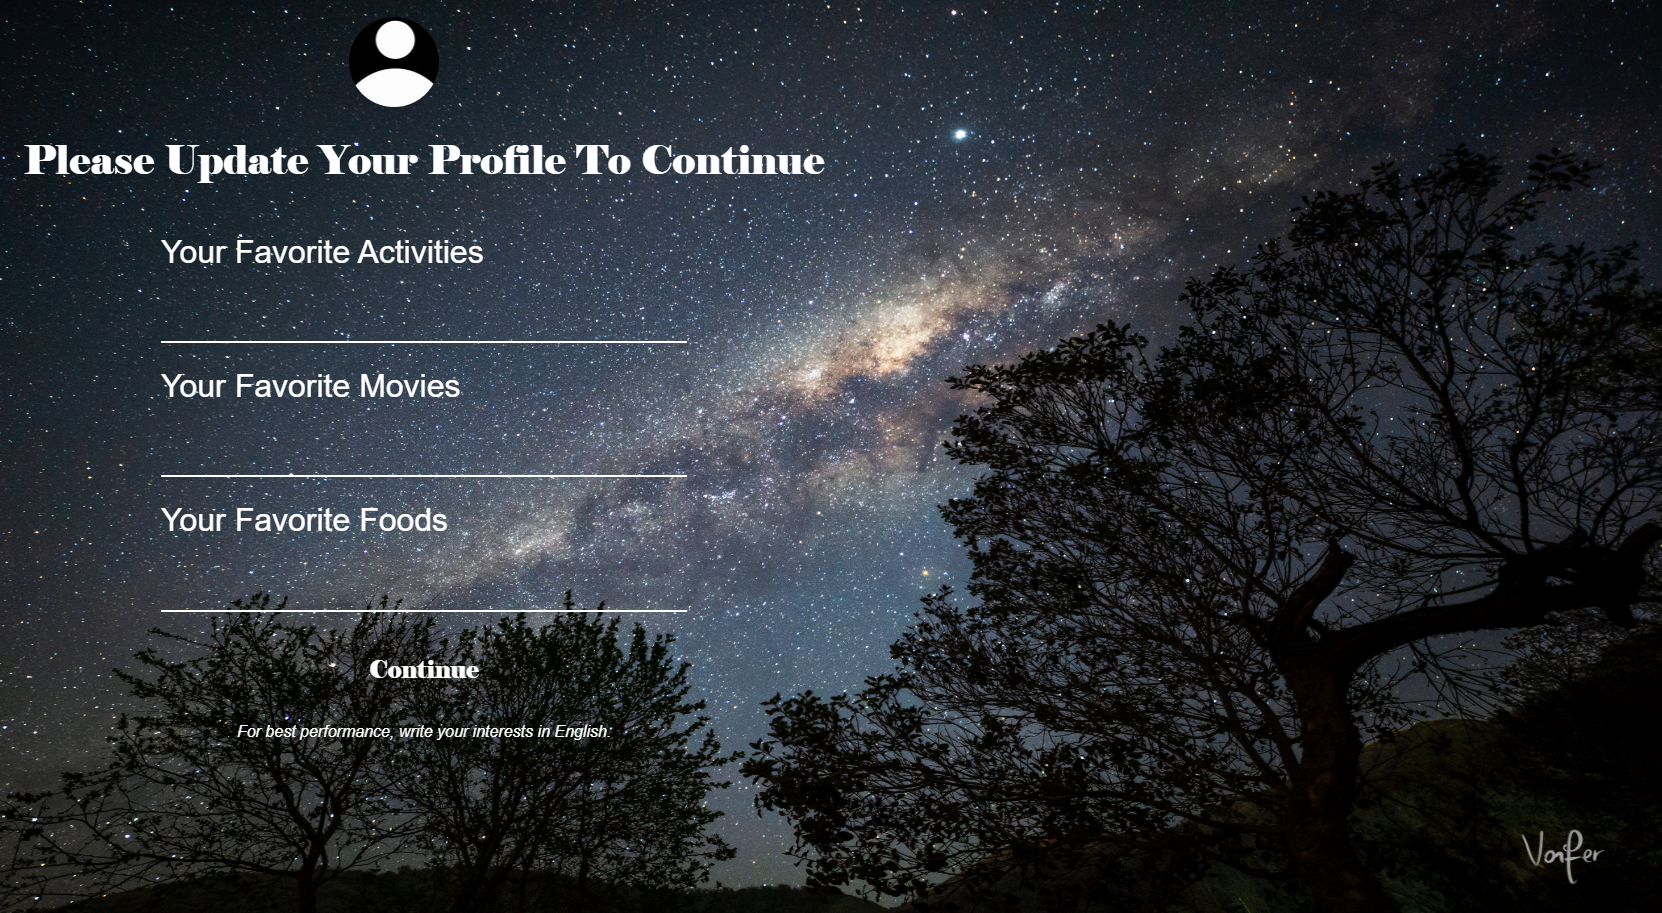 Please Update Your Profile To Continue
Your Favorite Activities
Your Favorite Movies
Your Favorite Foods
Continue
For best performance, write your interests in English.
Vonfer